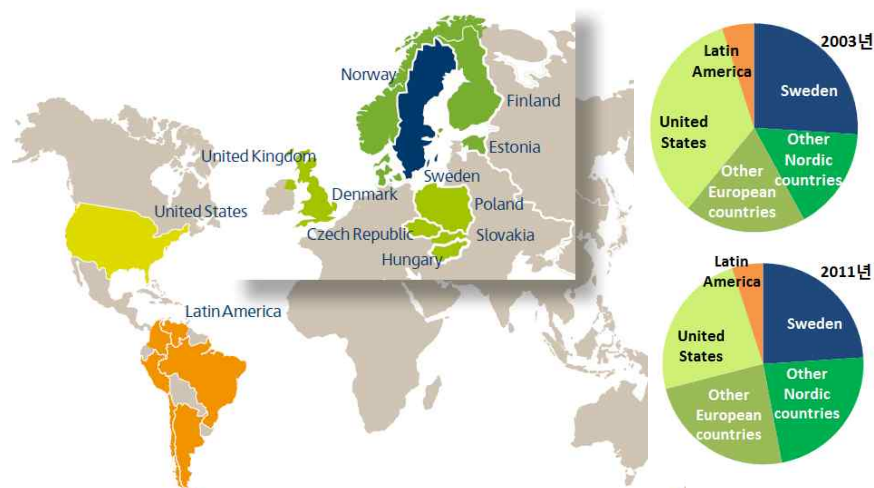 Norway
Finland
Estonia
United Kingdom
Sweden
Denmark
Poland
United States
Czech Republic
Slovakia
Hungary
Latin America
2003년
Latin
America
Sweden
United
States
Other
Nordic
countries
Other
European
countries
2011년
Latin
America
Sweden
United
States
Other
Nordic
countries
Other
European
countries